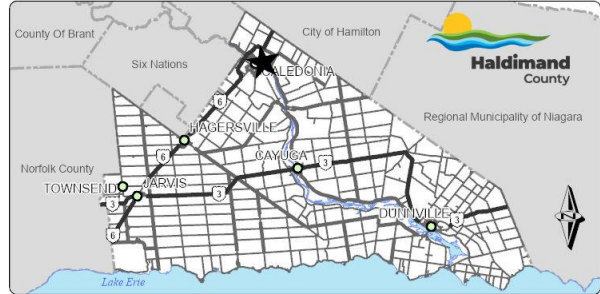 County Of Brant
City of Hamilton
Haldimand
County
Six Nations
CALEDONIA
6
Regional Municipality of Niagara
HAGERSVILLE
Norfolk County
6
CAYUGA
3
TOWNSEND
JARVIS
3
3
DUNNVILLE
3
6
N
Lake Erie